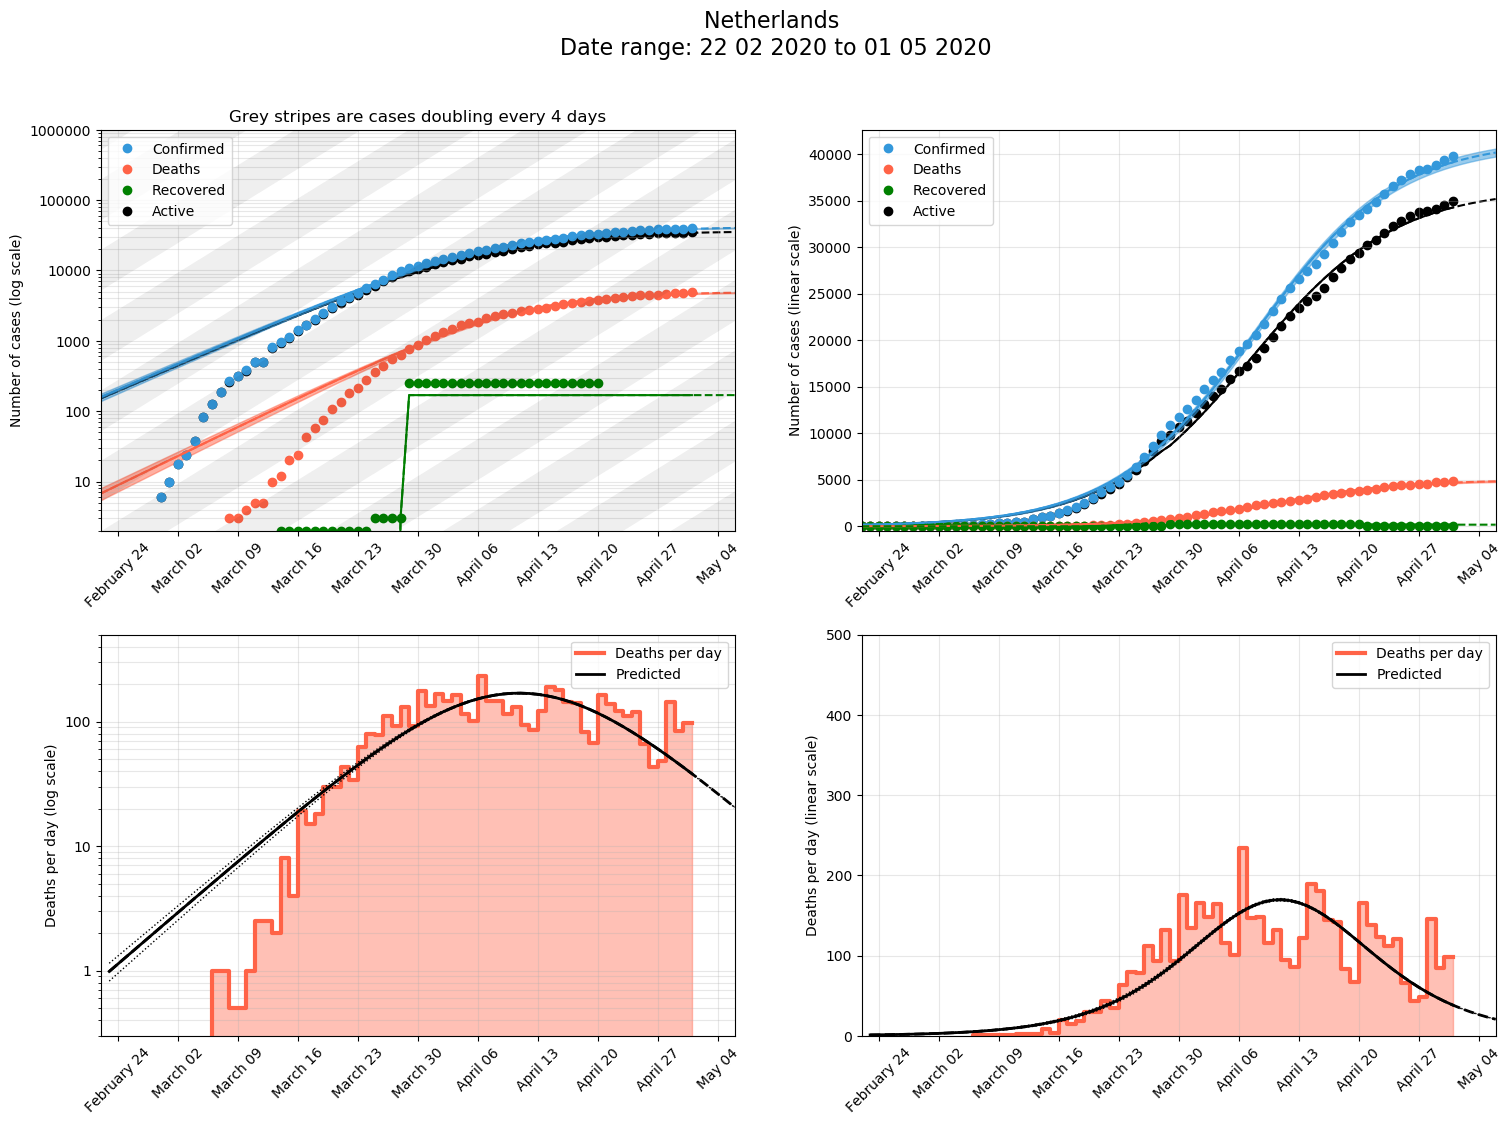 Netherlands
Date range: 22 02 2020 to 01 05 2020
Grey stripes are cases doubling every 4 days
Number of cases (log scale)
1000000
100000
10000
1000
100
10
Confirmed
Deaths
Recovered
Active
February 24
March 02
March 09
March 16
March 23
March 30
April 06
April 13
April 20
April 27
May 04
Number of cases (linear scale)
40000
35000
30000
25000
20000
15000
10000
5000
0
Confirmed
Deaths
Recovered
Active
February 24
March 02
March 09
March 16
March 23
March 30
April 06
April 13
April 20
April 27
May 04
Deaths per day (log scale)
100
10
1
Deaths per day
Predicted
February 24
March 02
March 09
March 16
March 23
March 30
April 06
April 13
April 20
April 27
May 04
Deaths per day (linear scale)
500
400
300
200
100
0
Deaths per day
Predicted
February 24
March 02
March 09
March 16
March 23
March 30
April 06
April 13
April 20
April 27
May 04